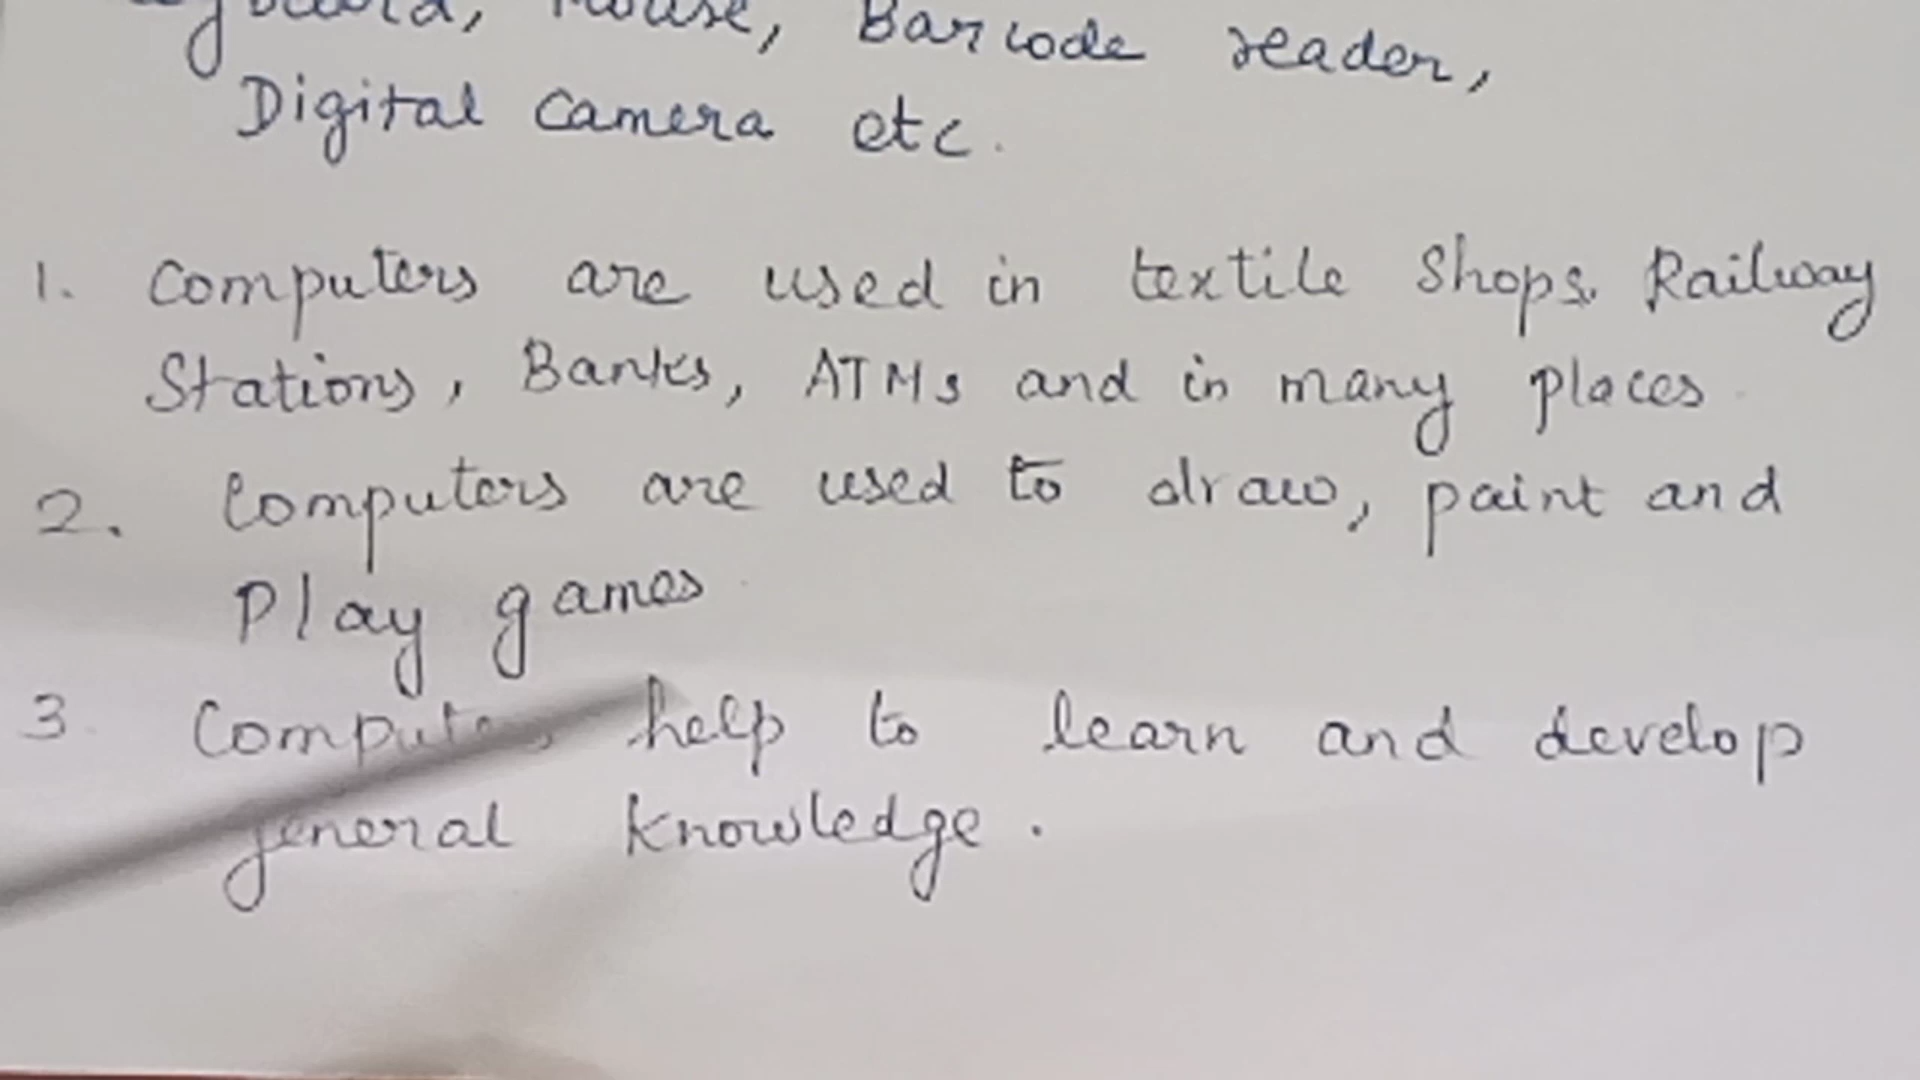 Mouse, Barcode reader,
Digital Camera etc.
1. Computers are used in textile Shops, Railway
Stations, Banks, ATMs and in many places
2. Computers are used to draw, paint and
Play games
3. help to learn and develop
general Knowledge.